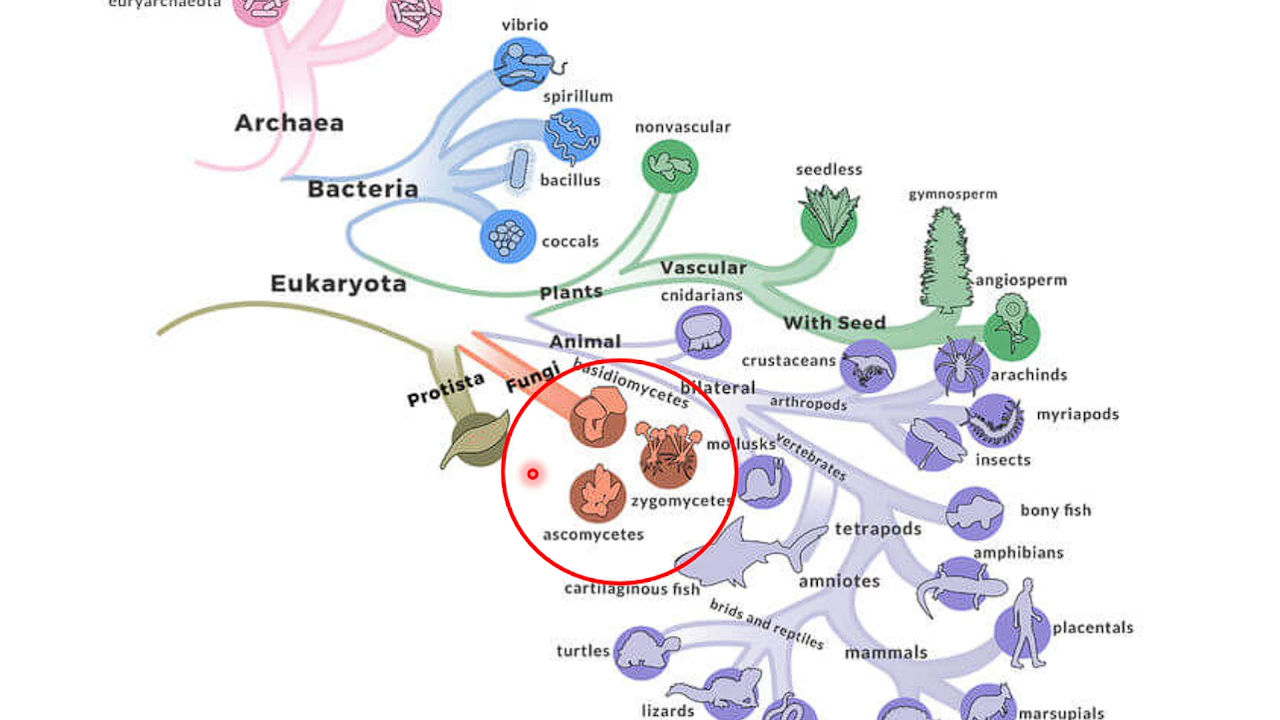 euryarchaeota
vibrio
spirillum
Archaea
nonvascular
seedless
bacillus
Bacteria
gymnosperm
coccals
Vascular
Eukaryota
angiosperm
Plants
cnidarians
With Seed
Animal
crustaceans
basidiomycetes
Fungi
arachinds
Protista
bilateral
arthropods
myriapods
mollusks
vertebrates
insects
zygomycetes
bony fish
ascomycetes
tetrapods
amphibians
amniotes
cartilaginous fish
brids and reptiles
placentals
turtles
mammals
lizards
marsupials